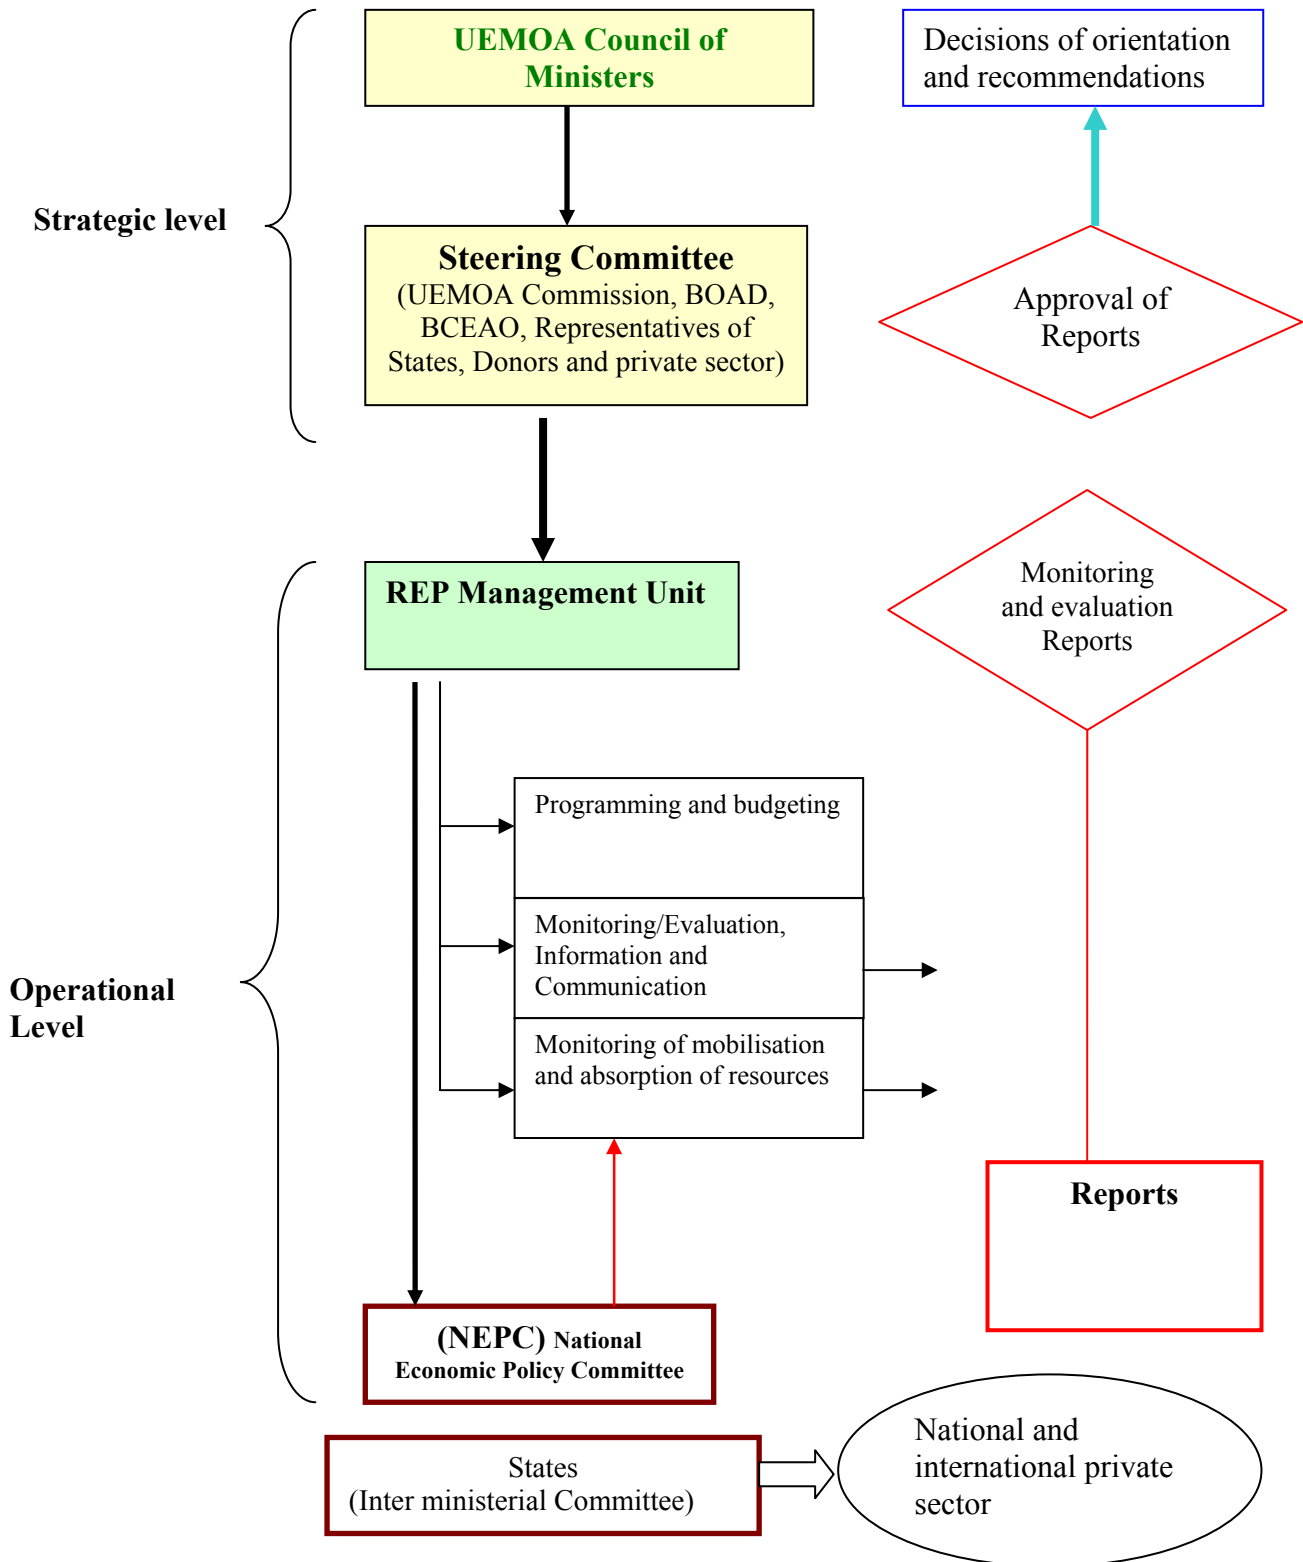 UEMOA Council of
Ministers
Decisions of orientation
and recommendations
Strategic level
Steering Committee
(UEMOA Commission, BOAD,
BCEAO, Representatives of
States, Donors and private sector)
Approval of
Reports
REP Management Unit
Monitoring
and evaluation
Reports
Programming and budgeting
Monitoring/Evaluation,
Information and
Communication
Operational
Level
Monitoring of mobilisation
and absorption of resources
Reports
(NEPC) National
Economic Policy Committee
States
(Inter ministerial Committee)
National and
international private
sector